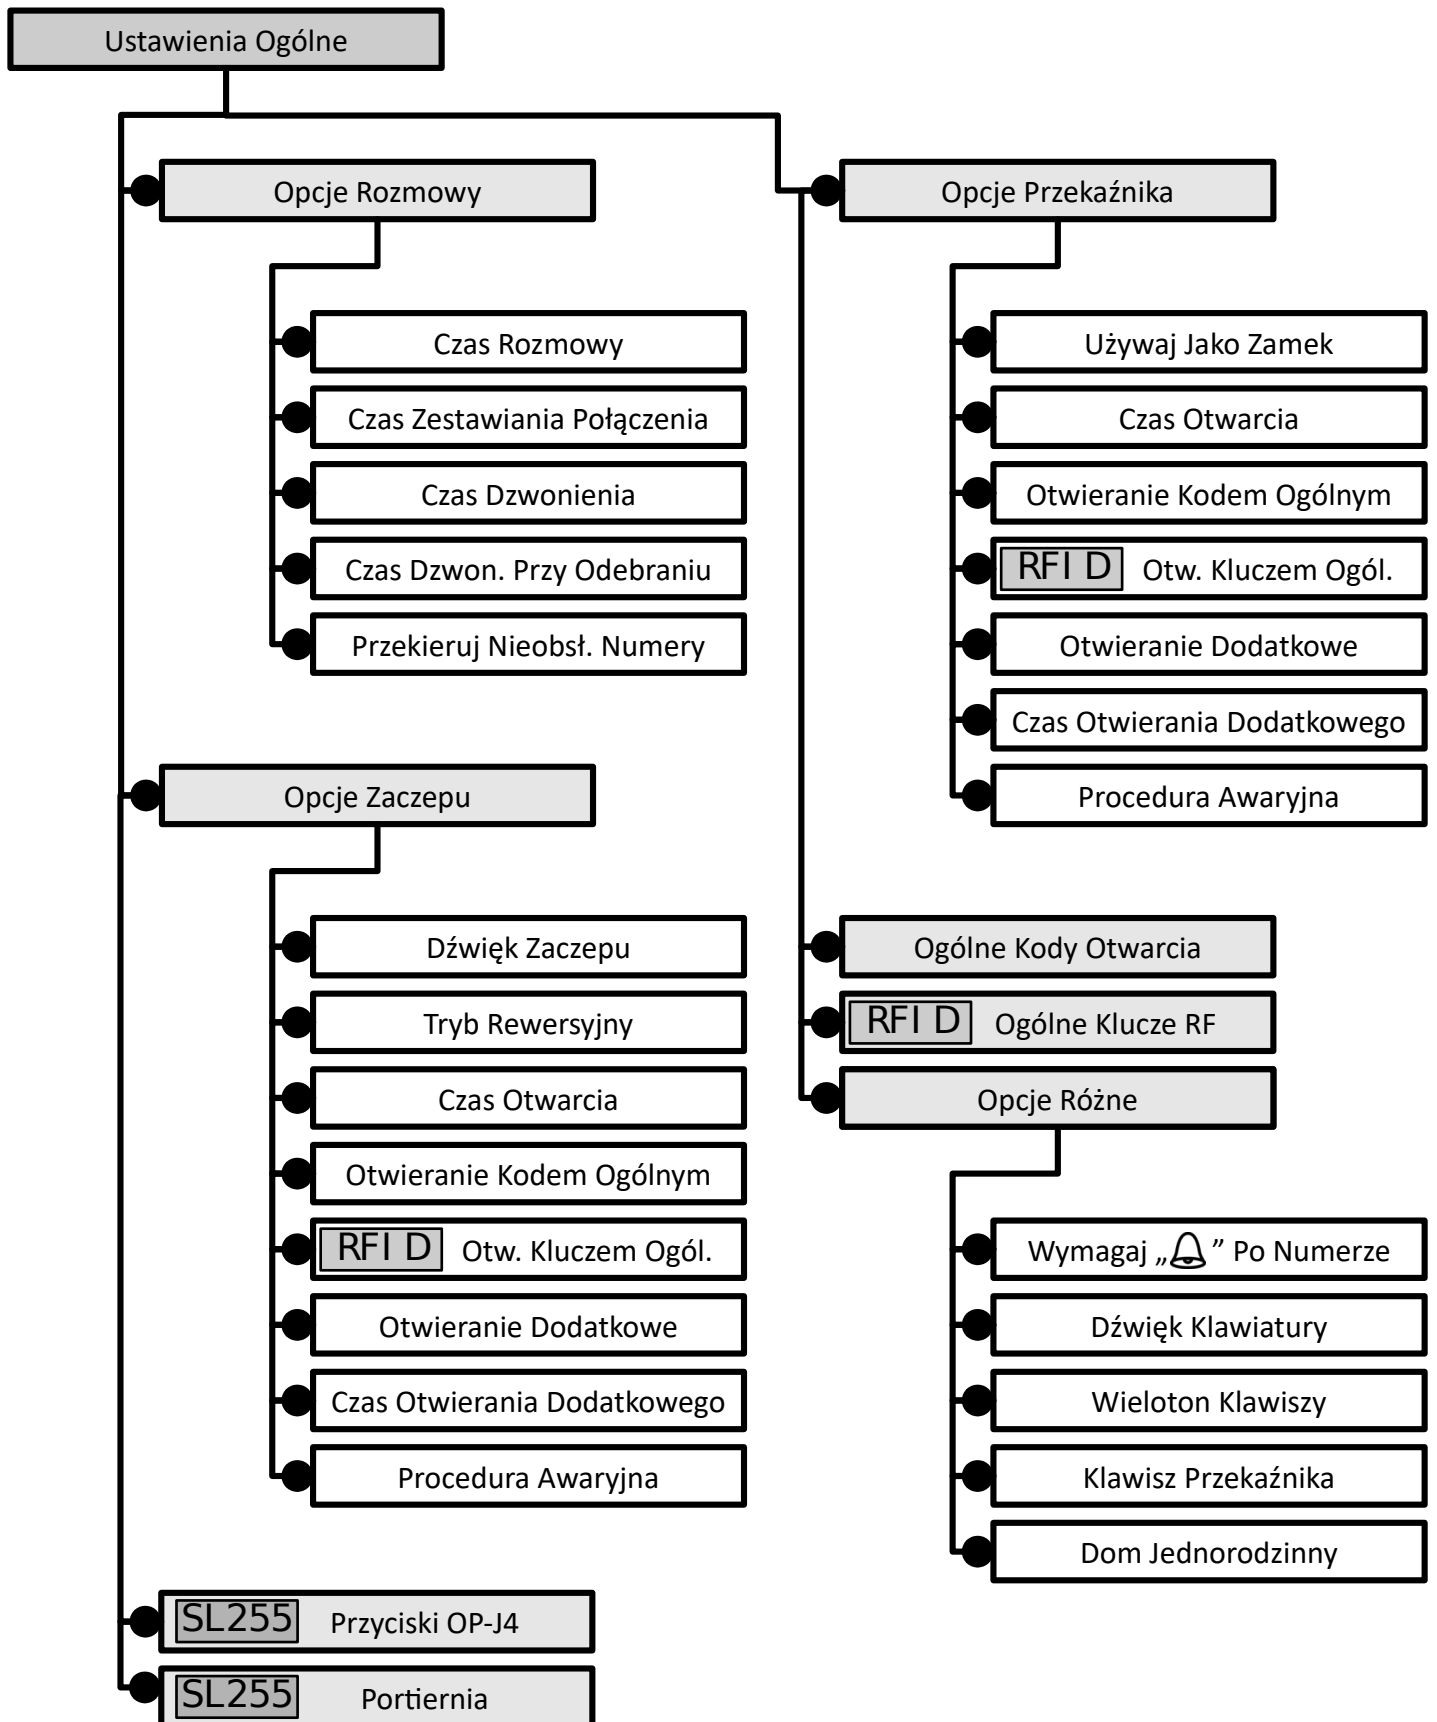 Ustawienia Ogólne
Opcje Rozmowy
Czas Rozmowy
Czas Zestawiania Połączenia
Czas Dzwonienia
Czas Dzwon. Przy Odebraniu
Przekieruj Nieobsł. Numery
Opcje Zaczepu
Dźwięk Zaczepu
Tryb Rewersyjny
Czas Otwarcia
Otwieranie Kodem Ogólnym
RFID Otw. Kluczem Ogól.
Otwieranie Dodatkowe
Czas Otwierania Dodatkowego
Procedura Awaryjna
SL255 Przyciski OP-J4
SL255 Portiernia
Opcje Przekaźnika
Używaj Jako Zamek
Czas Otwarcia
Otwieranie Kodem Ogólnym
RFID Otw. Kluczem Ogól.
Otwieranie Dodatkowe
Czas Otwierania Dodatkowego
Procedura Awaryjna
Ogólne Kody Otwarcia
RFID Ogólne Klucze RF
Opcje Różne
Wymagaj „ ” Po Numerze
Dźwięk Klawiatury
Wieloton Klawiszy
Klawisz Przekaźnika
Dom Jednorodzinny